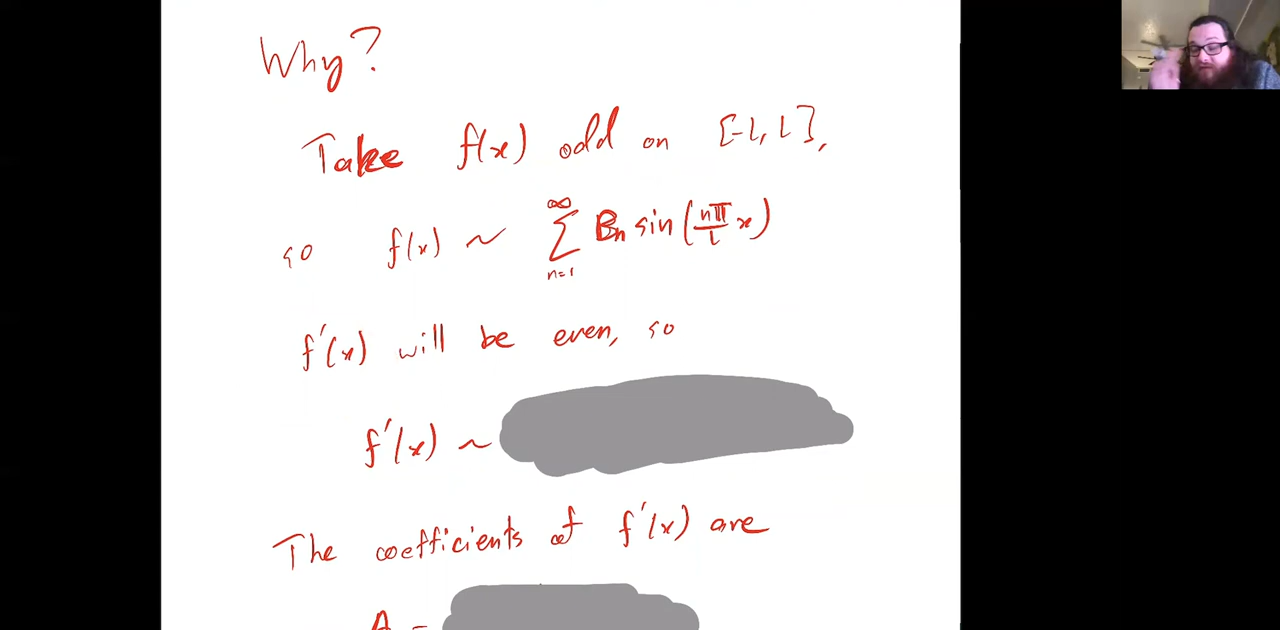 Why?
Take f(x) odd on [-L, L],
so f(x) ~ ∞ Σ n=1 Bn sin(nπ/L x)
f'(x) will be even, so
f'(x) ~
The coefficients of f'(x) are
A =